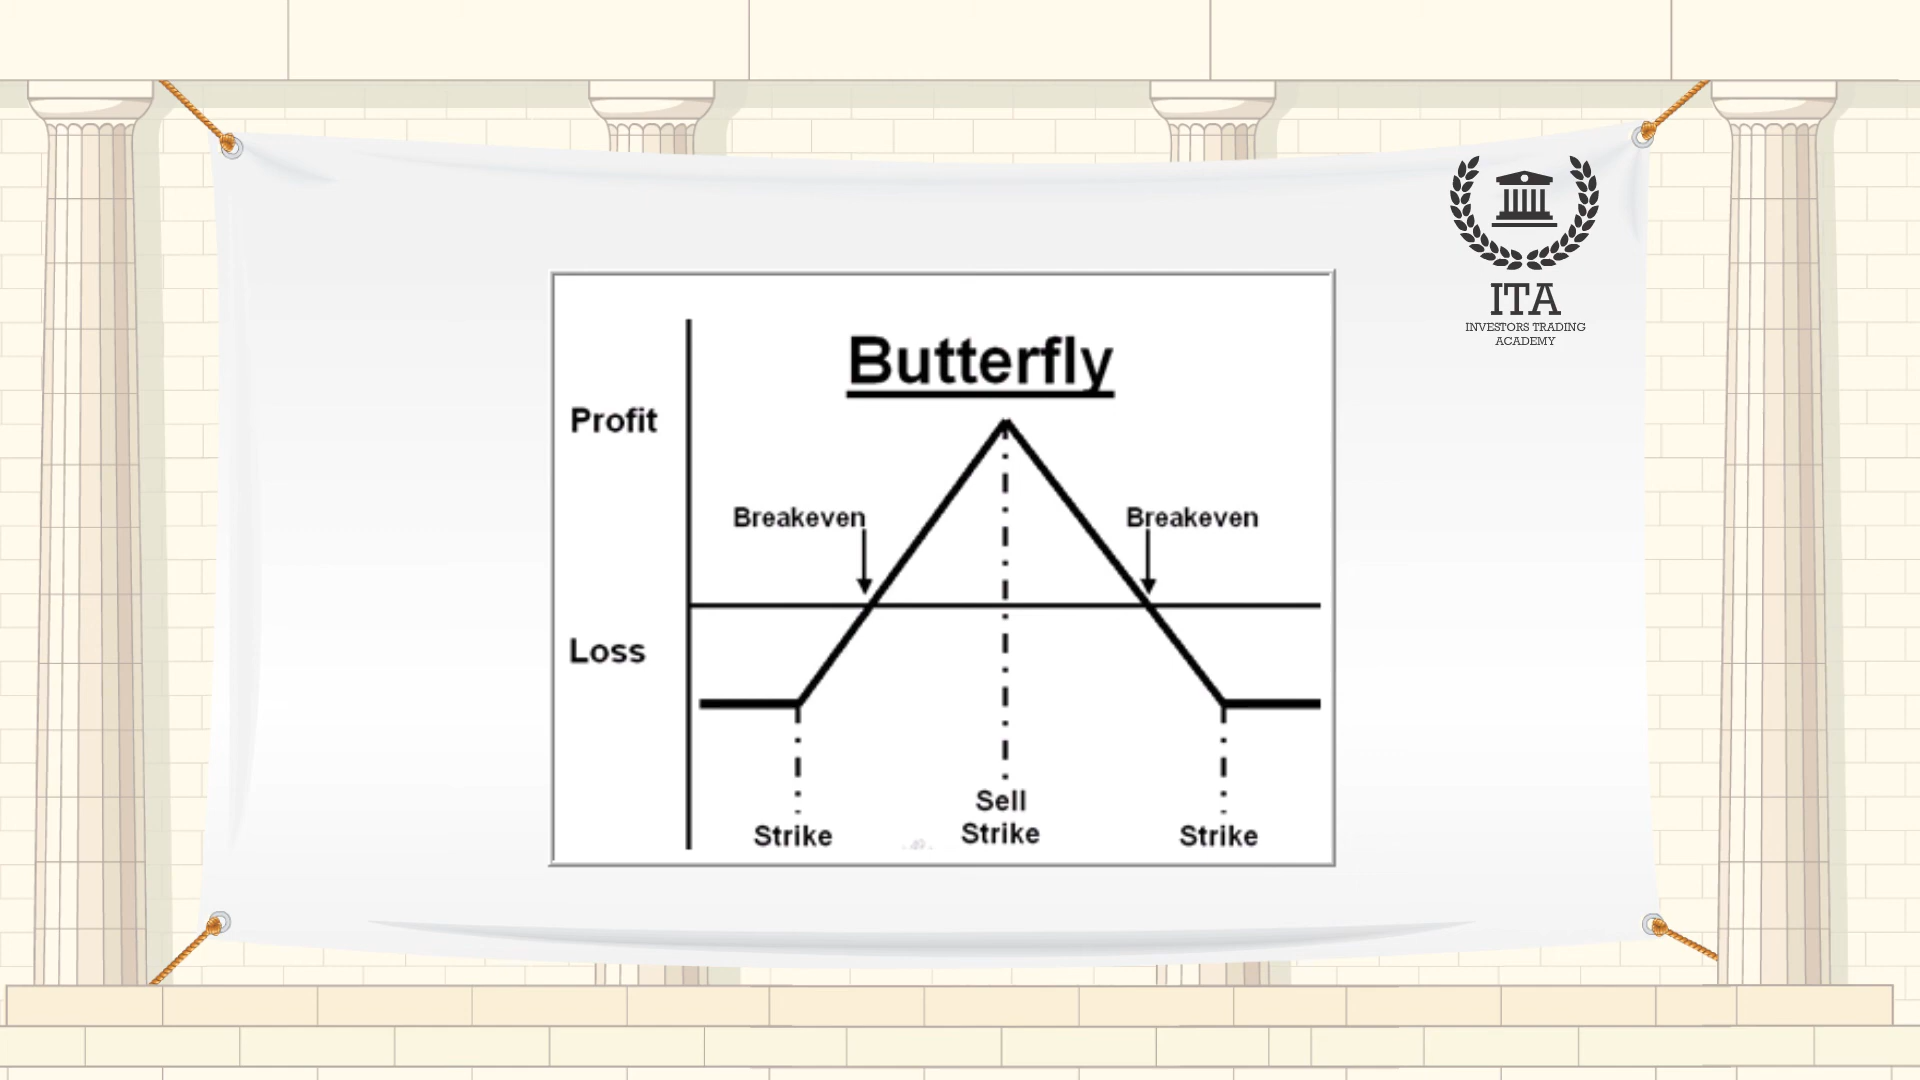 ITA
INVESTORS TRADING
ACADEMY
Butterfly
Profit
Breakeven
Breakeven
Loss
Sell
Strike
Strike
Strike